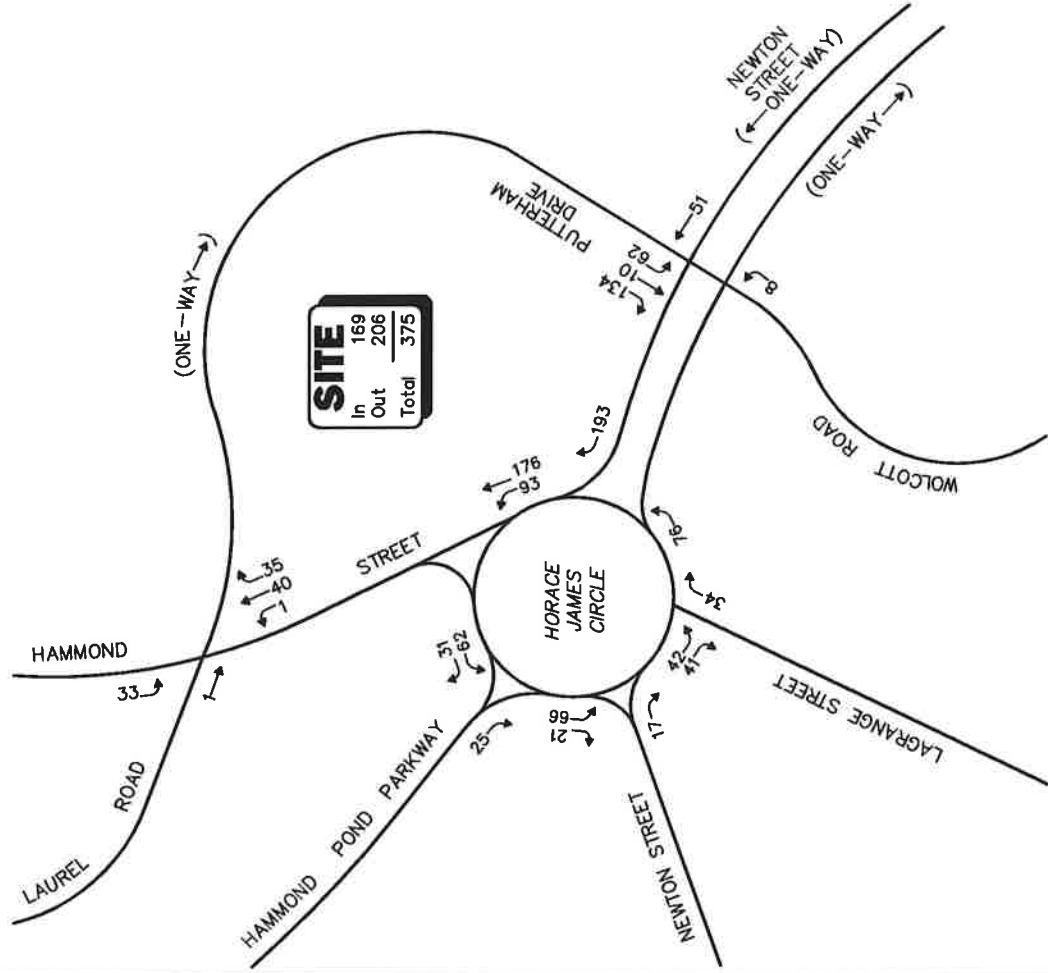 NEWTON
STREET
(←ONE-WAY)
(ONE-WAY→)
(ONE-WAY→)
PUTTERHAM
DRIVE
51
62
10
134
8
SITE
In 169
Out 206
Total 375
193
176
93
STREET
WOLCOTT ROAD
76
35
40
1
HAMMOND
33
1
HORACE
JAMES
CIRCLE
34
31
62
42
41
LAGRANGE STREET
ROAD
LAUREL
25
66
21
17
HAMMOND POND PARKWAY
NEWTON STREET